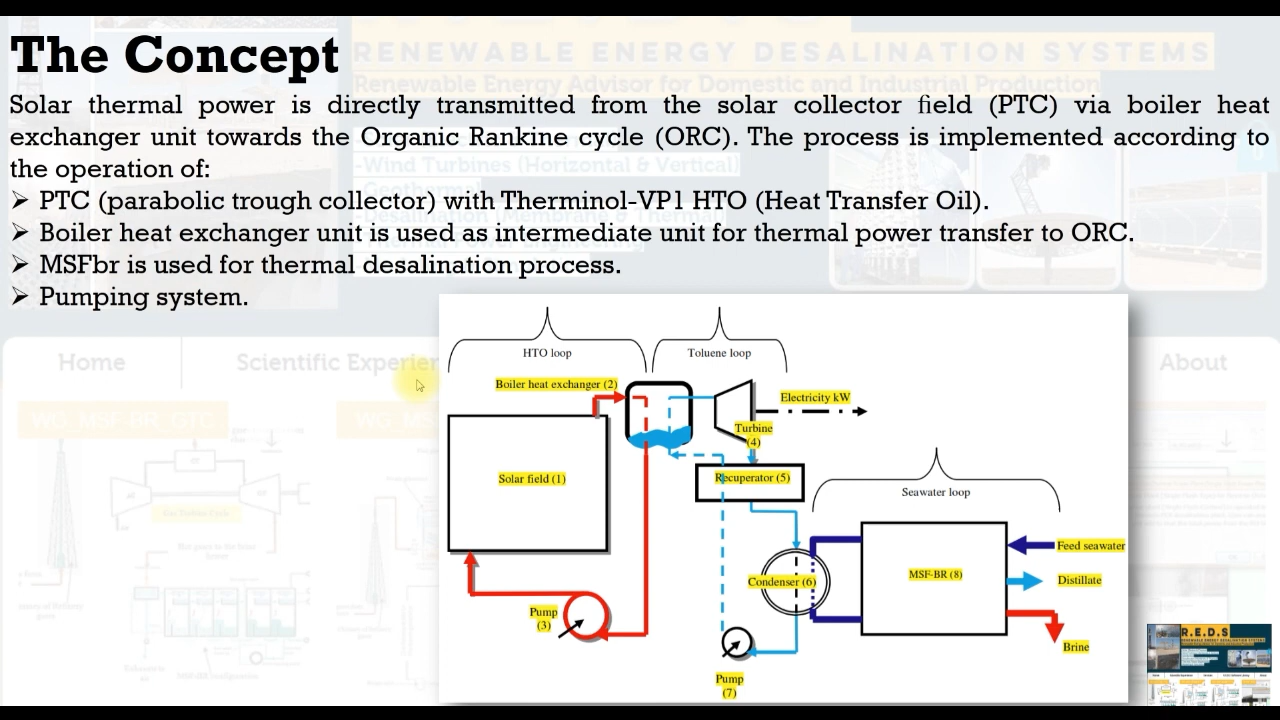 The Concept
RENEWABLE ENERGY DESALINATION SYSTEMS
Renewable Energy Advisor for Domestic and Industrial Production
Solar thermal power is directly transmitted from the solar collector field (PTC) via boiler heat
exchanger unit towards the Organic Rankine cycle (ORC). The process is implemented according to
-Wind Turbines (Horizontal & Vertical)
the operation of:
➢ PTC (parabolic trough collector) with Therminol-VP1 HTO (Heat Transfer Oil).
-Desalination (Membrane & Thermal)
➢ Boiler heat exchanger unit is used as intermediate unit for thermal power transfer to ORC.
➢ MSFbr is used for thermal desalination process.
➢ Pumping system.
Home
About
HTO loop
Toluene loop
Boiler heat exchanger (2)
Electricity kW
Turbine
(4)
Solar field (1)
Recuperator (5)
Seawater loop
Feed seawater
Condenser (6)
MSF-BR (8)
Distillate
Pump
(3)
Brine
Pump
(7)
R.E.D.S